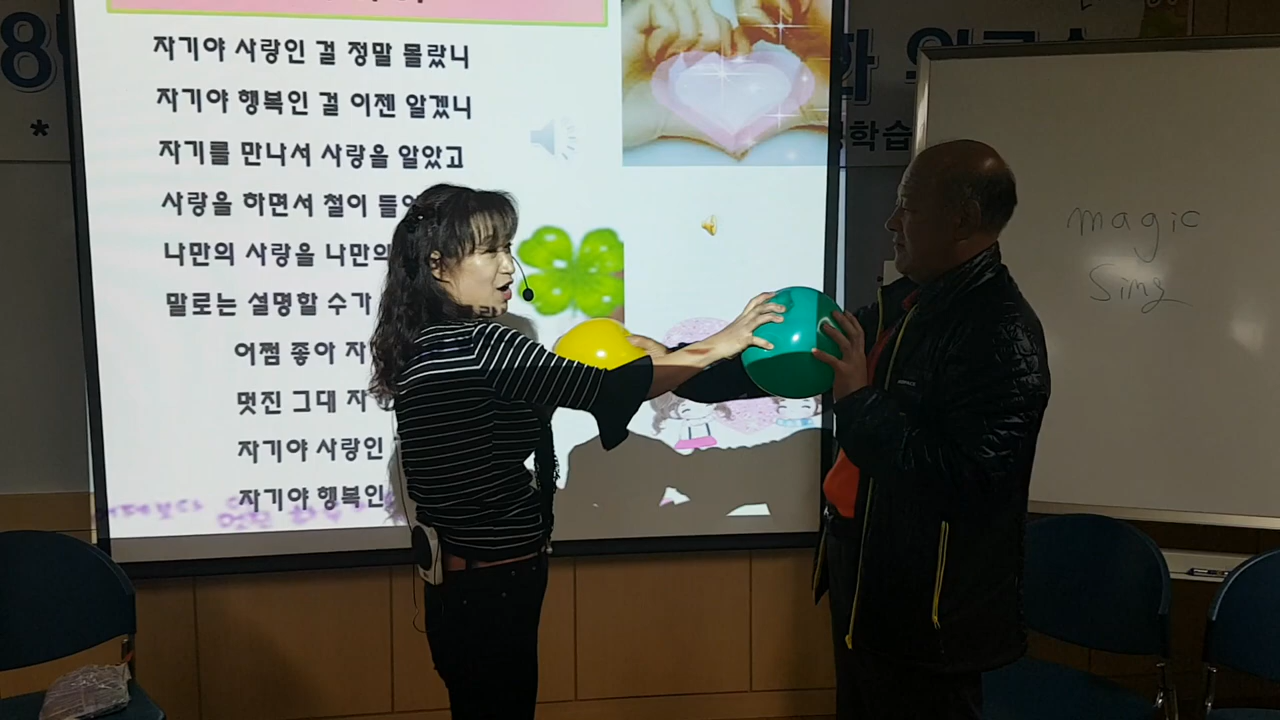 자기야 사랑인 걸 정말 몰랐니
자기야 행복인 걸 이젠 알겠니
자기를 만나서 사랑을 알았고
사랑을 하면서 철이 들었
나만의 사랑을 나만의
말로는 설명할 수가
어쩜 좋아 자
멋진 그대 자
자기야 사랑인
자기야 행복인
학습
magic
Sing